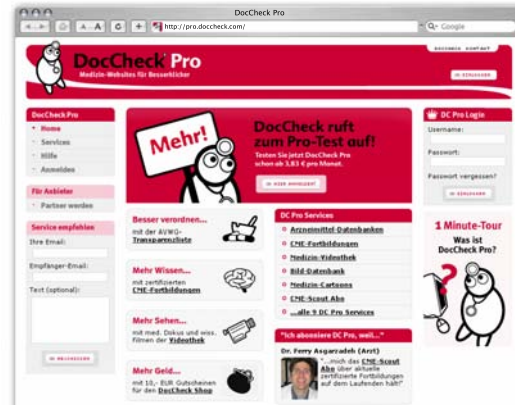 DocCheck Pro
A...A
http://pro.doccheck.com/
Google
DocCheck Pro
Medizin-Websites für Besserklicker
DOCCHECK KONTAKT
EINLOGGEN
DocCheck Pro
Home
Services
Hilfe
Anmelden
Für Anbieter
Partner werden
Service empfehlen
Ihre Email:
Empfänger-Email:
Text (optional):
Mehr!
DocCheck ruft
zum Pro-Test auf!
Testen Sie jetzt DocCheck Pro
schon ab 3,83 € pro Monat.
HIER ANMELDEN!
Besser verordnen...
mit der AVWG-
Transparenzliste
Mehr Wissen...
mit zertifizierten
CME-Fortbildungen
Mehr Sehen...
mit med. Dokus und wiss.
Filmen der Videothek
Mehr Geld...
mit 10,- EUR Gutscheinen
für den DocCheck Shop
DC Pro Services
Arzneimittel-Datenbanken
CME-Fortbildungen
Medizin-Videothek
Bild-Datenbank
Medizin-Cartoons
CME-Scout Abo
...alle 9 DC Pro Services
"Ich abonniere DC Pro, weil..."
Dr. Ferry Asgarzadeh (Arzt)
"...mich das CME-Scout
Abo über aktuelle
zertifizierte Fortbildungen
auf dem Laufenden hält!"
DC Pro Login
Username:
Passwort:
Passwort vergessen?
EINLOGGEN
1 Minute-Tour
Was ist
DocCheck Pro?